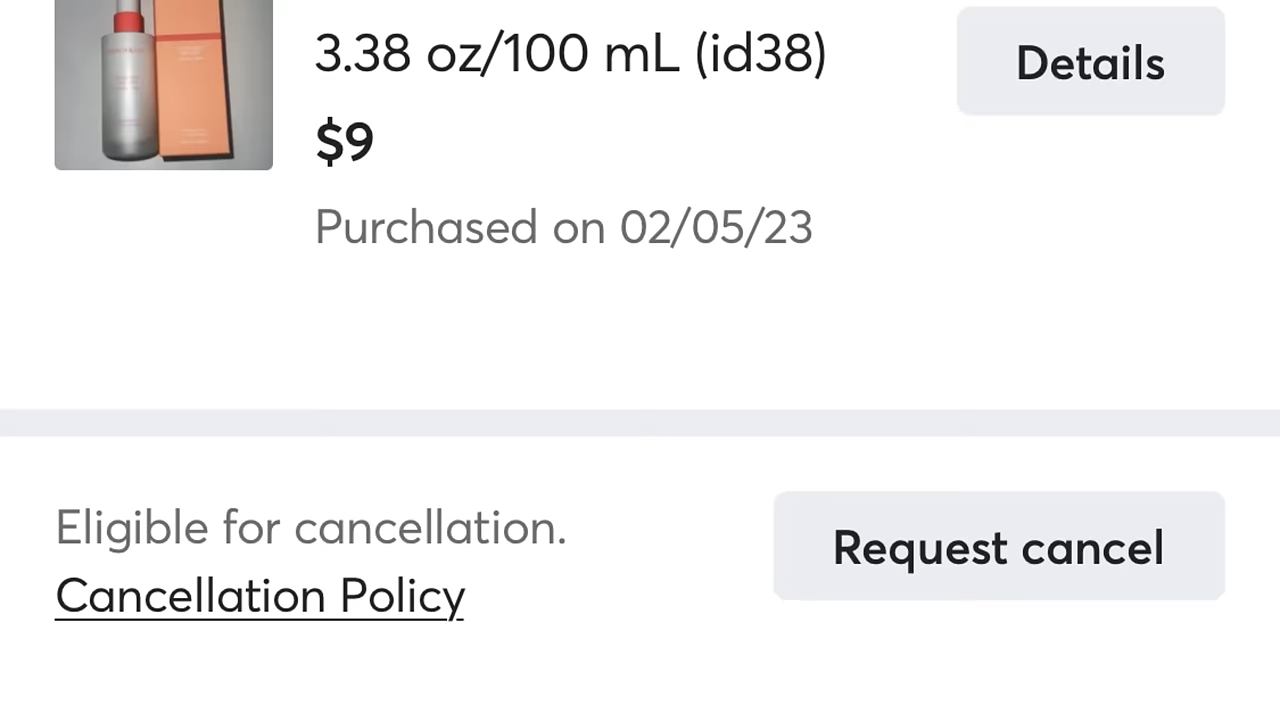 3.38 oz/100 mL (id38)
Details
$9
Purchased on 02/05/23
Eligible for cancellation.
Request cancel
Cancellation Policy